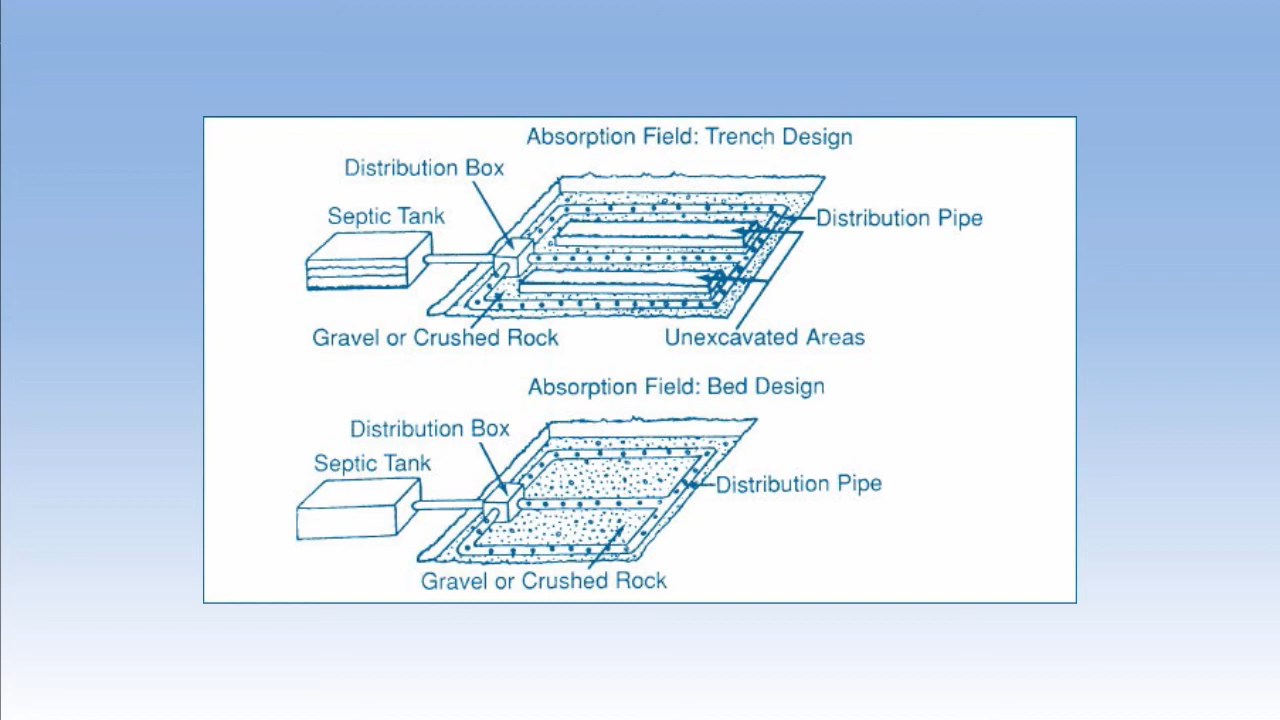 Absorption Field: Trench Design
Distribution Box
Septic Tank
Distribution Pipe
Gravel or Crushed Rock
Unexcavated Areas
Absorption Field: Bed Design
Distribution Box
Septic Tank
Distribution Pipe
Gravel or Crushed Rock